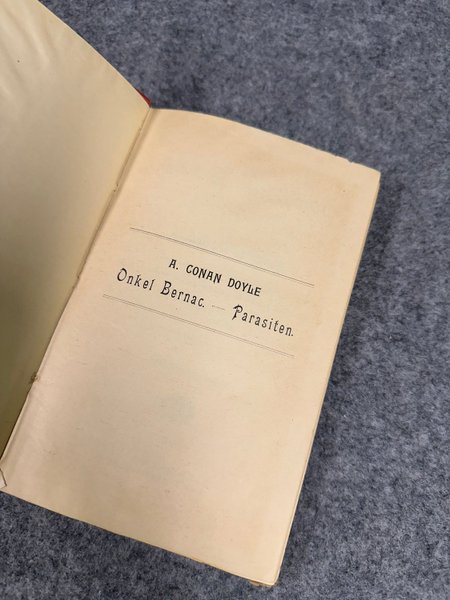 A. CONAN DOYLE
Onkel Bernac. — Parasiten.